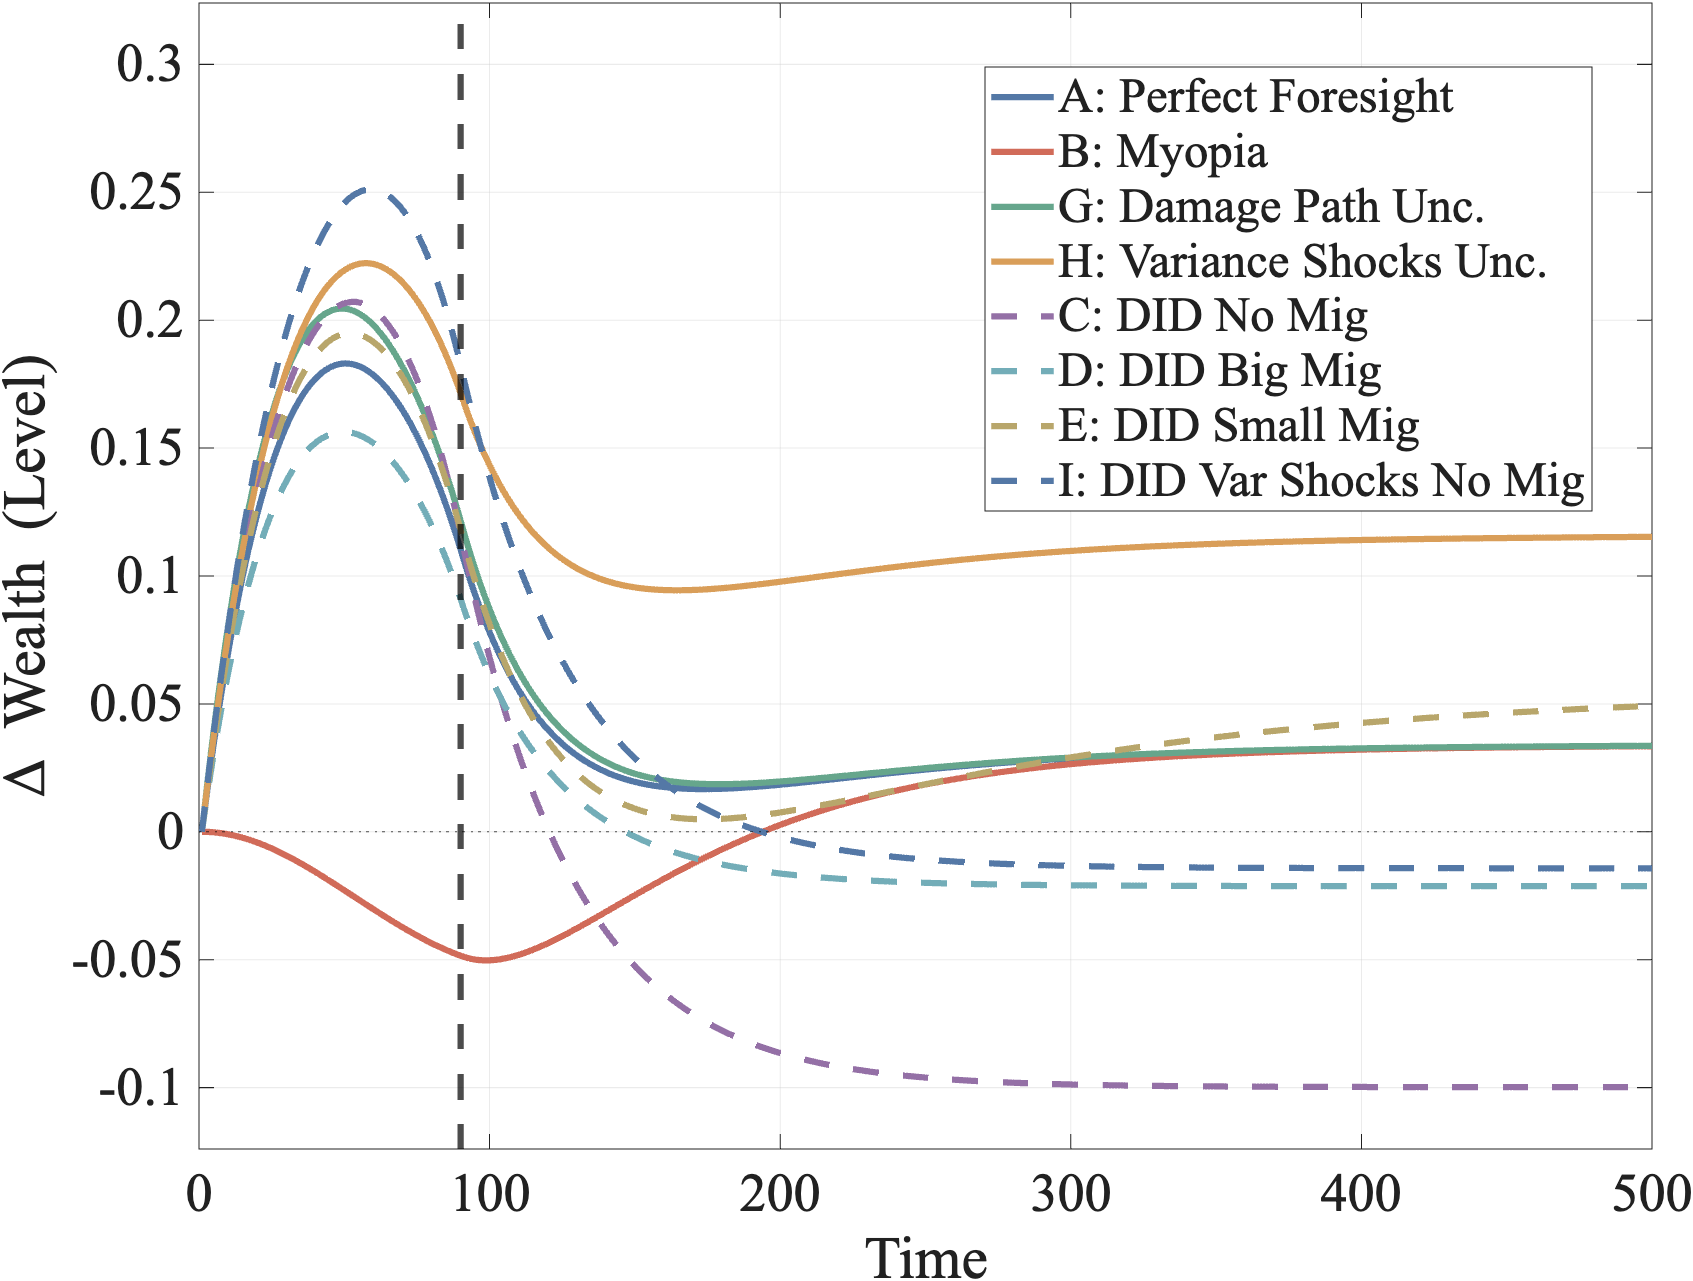 0.3
0.25
0.2
0.15
0.1
0.05
0
-0.05
-0.1
Δ Wealth (Level)
A: Perfect Foresight
B: Myopia
G: Damage Path Unc.
H: Variance Shocks Unc.
C: DID No Mig
D: DID Big Mig
E: DID Small Mig
I: DID Var Shocks No Mig
0 100 200 300 400 500
Time